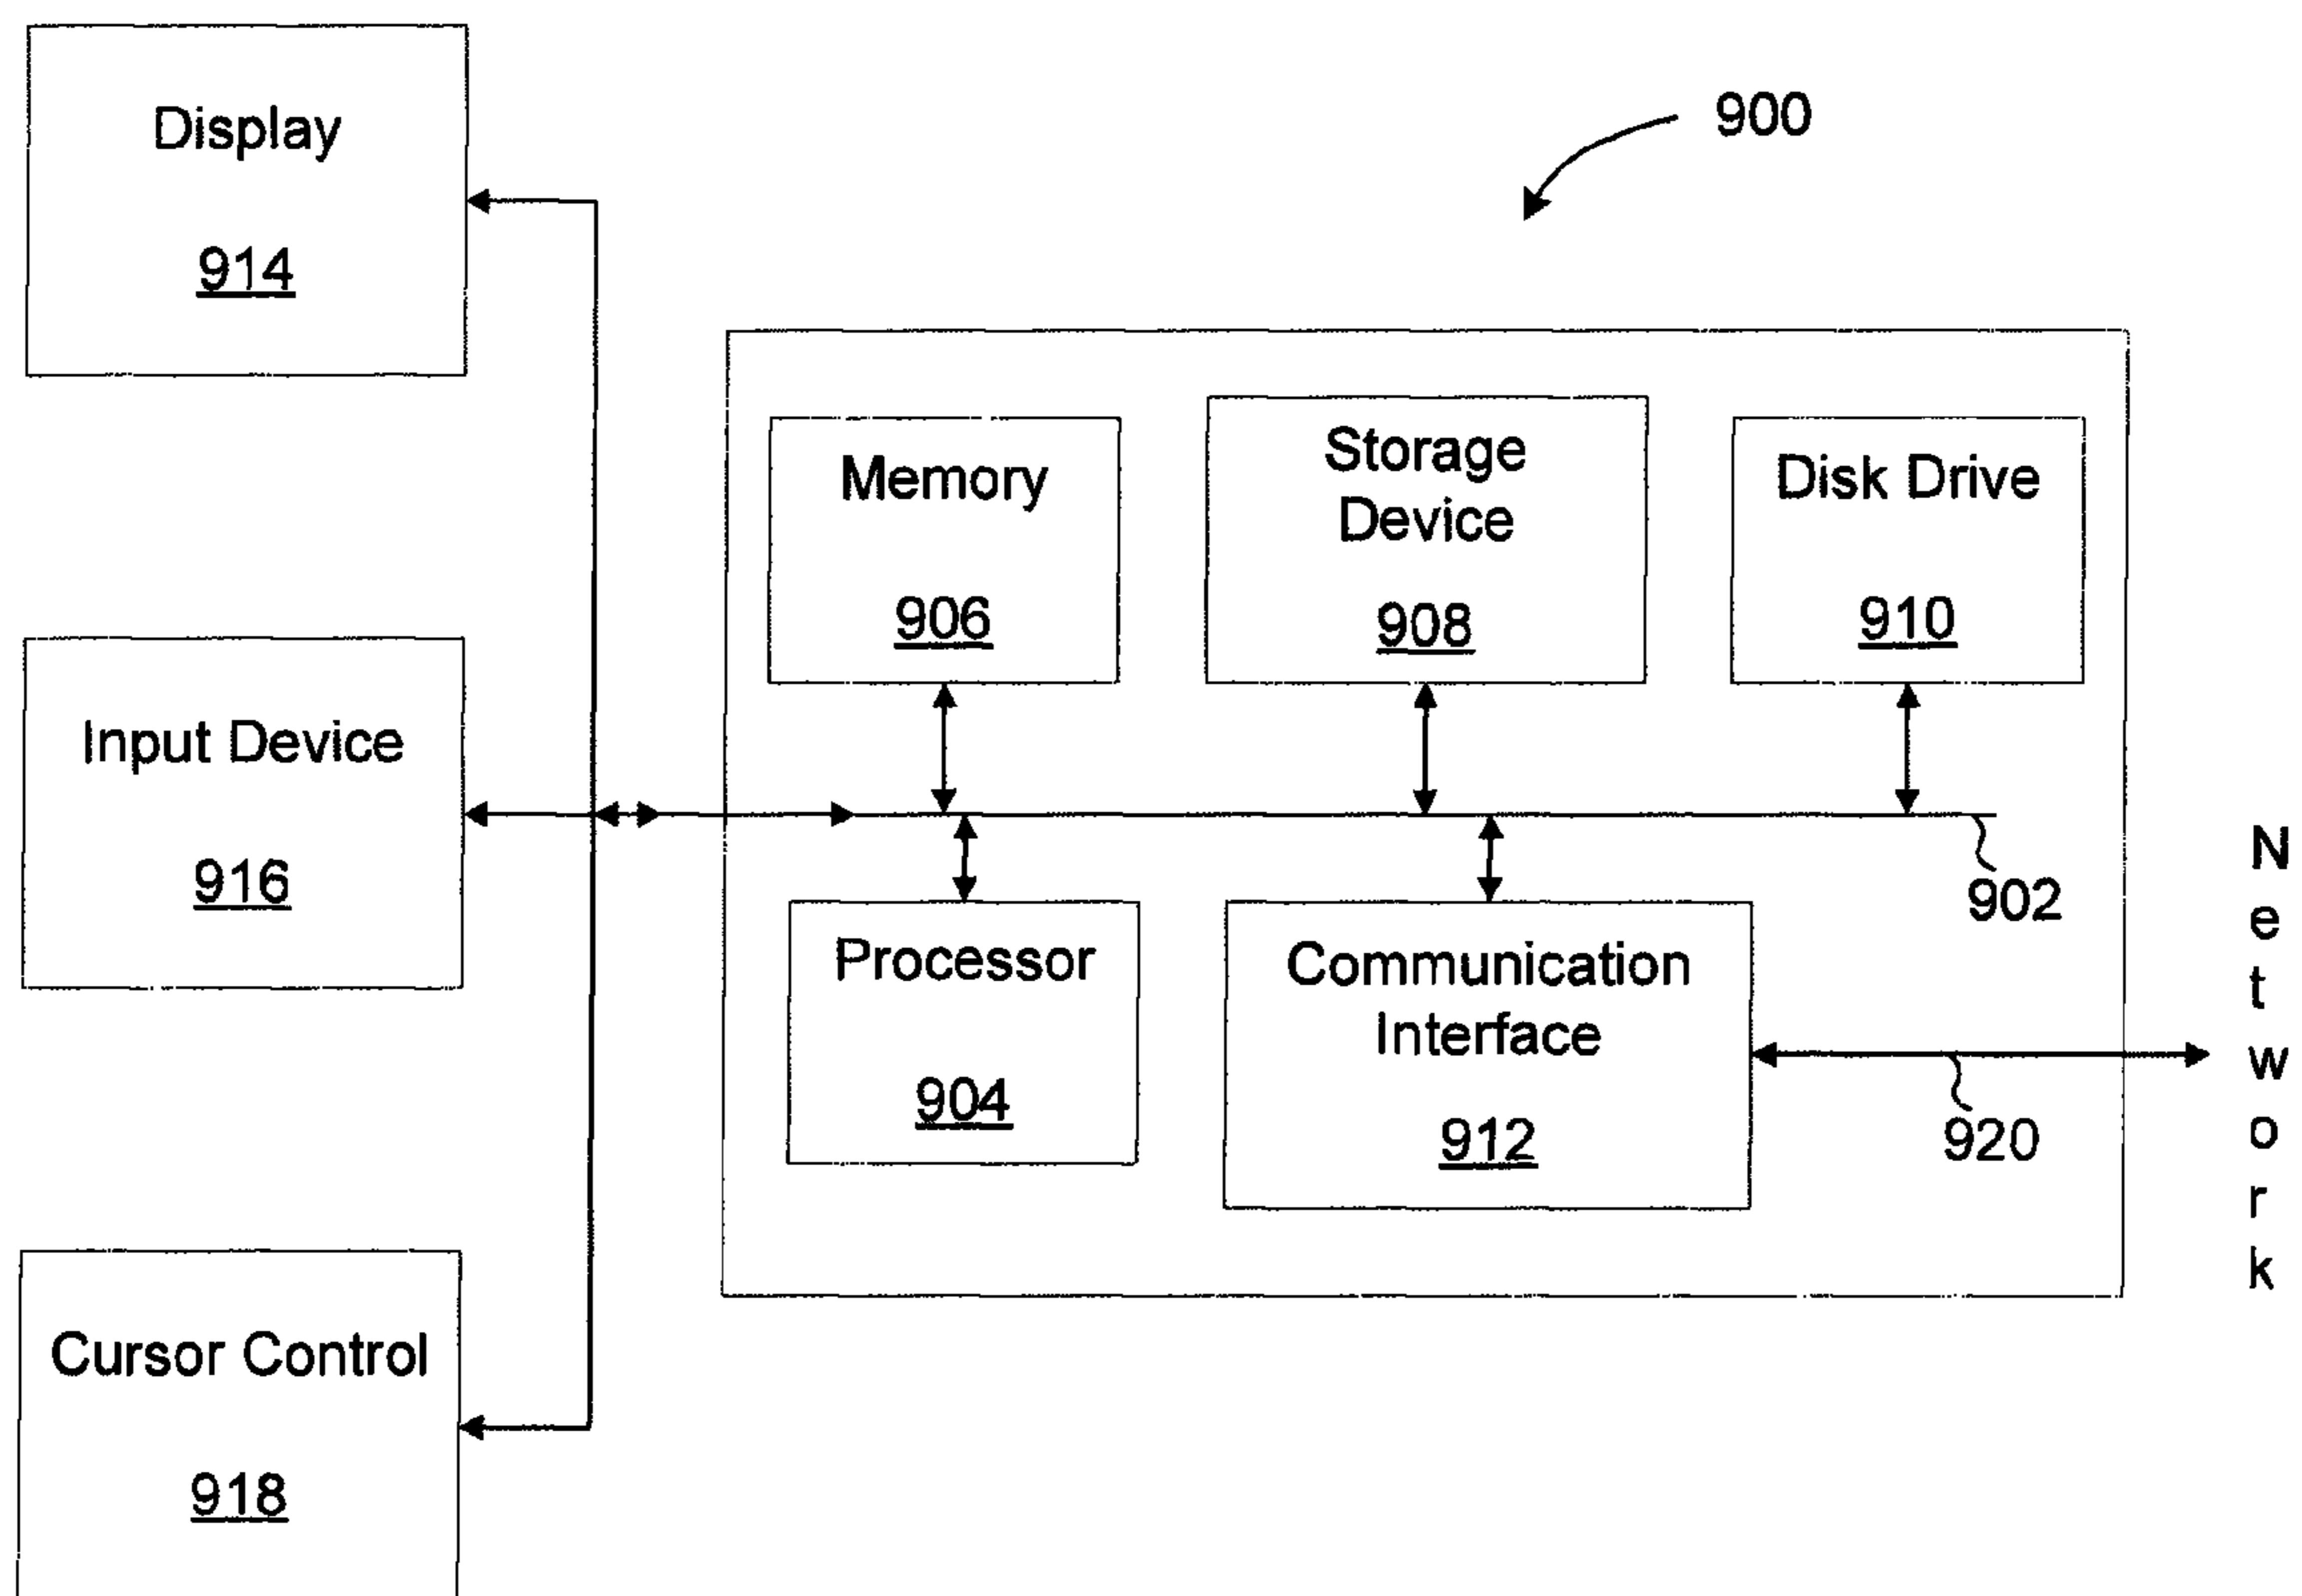 Display
914
900
Memory
906
Storage
Device
908
Disk Drive
910
Input Device
916
902
Processor
904
Communication
Interface
912
920
Network
Cursor Control
918